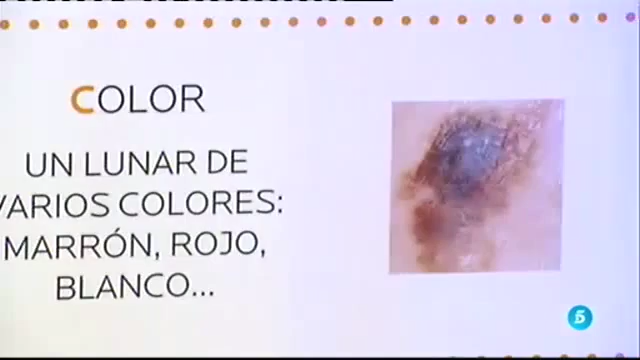 COLOR
UN LUNAR DE
VARIOS COLORES:
MARRÓN, ROJO,
BLANCO...
5